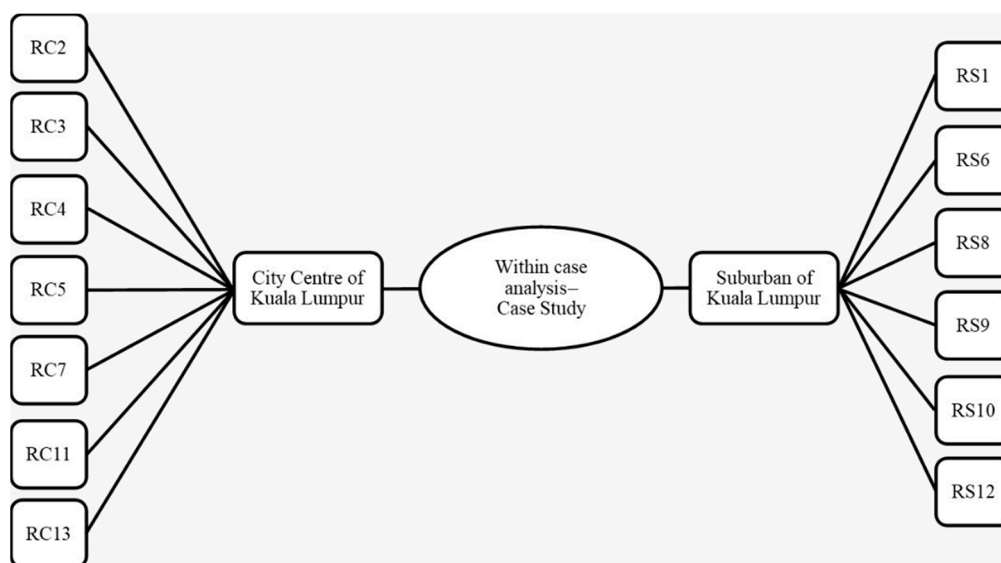 RC2
RC3
RC4
RC5
RC7
RC11
RC13
City Centre of
Kuala Lumpur
Within case
analysis–
Case Study
Suburban of
Kuala Lumpur
RS1
RS6
RS8
RS9
RS10
RS12